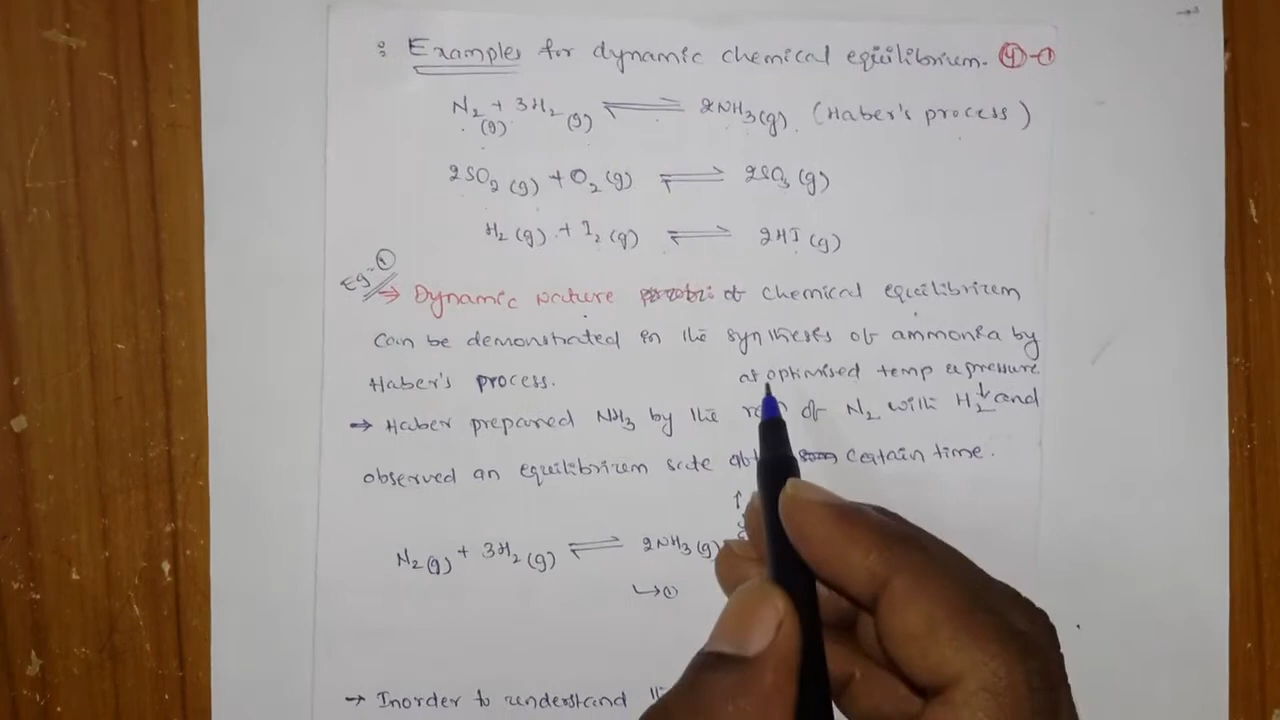 : Examples for dynamic chemical equilibrium. 4-1
N2(g) + 3H2(g) ⇌ 2NH3(g). (Haber's process)
2SO2(g) + O2(g) ⇌ 2SO3(g)
H2(g) + I2(g) ⇌ 2HI(g)
Eg-1
→ Dynamic nature of chemical equilibrium
can be demonstrated in the synthesis of ammonia by
Haber's process.
at optimised temp & pressure
→ Haber prepared NH3 by the of N2 with H2 and
observed an equilibrium certain time.
N2(g) + 3H2(g) ⇌ 2NH3(g)
↳①
→ Inorder to understand